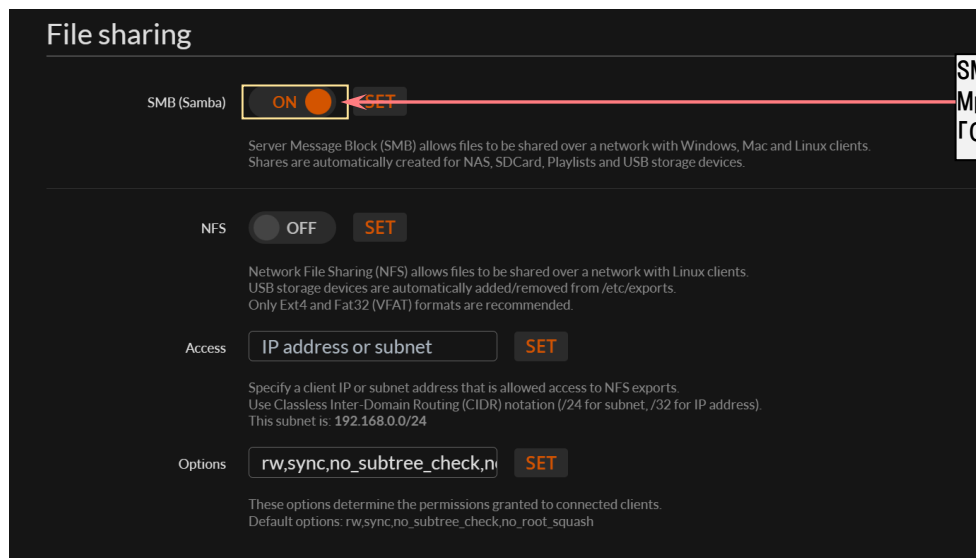 File sharing
SMB (Samba)
ON
SET
Server Message Block (SMB) allows files to be shared over a network with Windows, Mac and Linux clients.
Shares are automatically created for NAS, SDCard, Playlists and USB storage devices.
NFS
OFF
SET
Network File Sharing (NFS) allows files to be shared over a network with Linux clients.
USB storage devices are automatically added/removed from /etc/exports.
Only Ext4 and Fat32 (VFAT) formats are recommended.
Access
IP address or subnet
SET
Specify a client IP or subnet address that is allowed access to NFS exports.
Use Classless Inter-Domain Routing (CIDR) notation (/24 for subnet, /32 for IP address).
This subnet is: 192.168.0.0/24
Options
rw,sync,no_subtree_check,n
SET
These options determine the permissions granted to connected clients.
Default options: rw,sync,no_subtree_check,no_root_squash